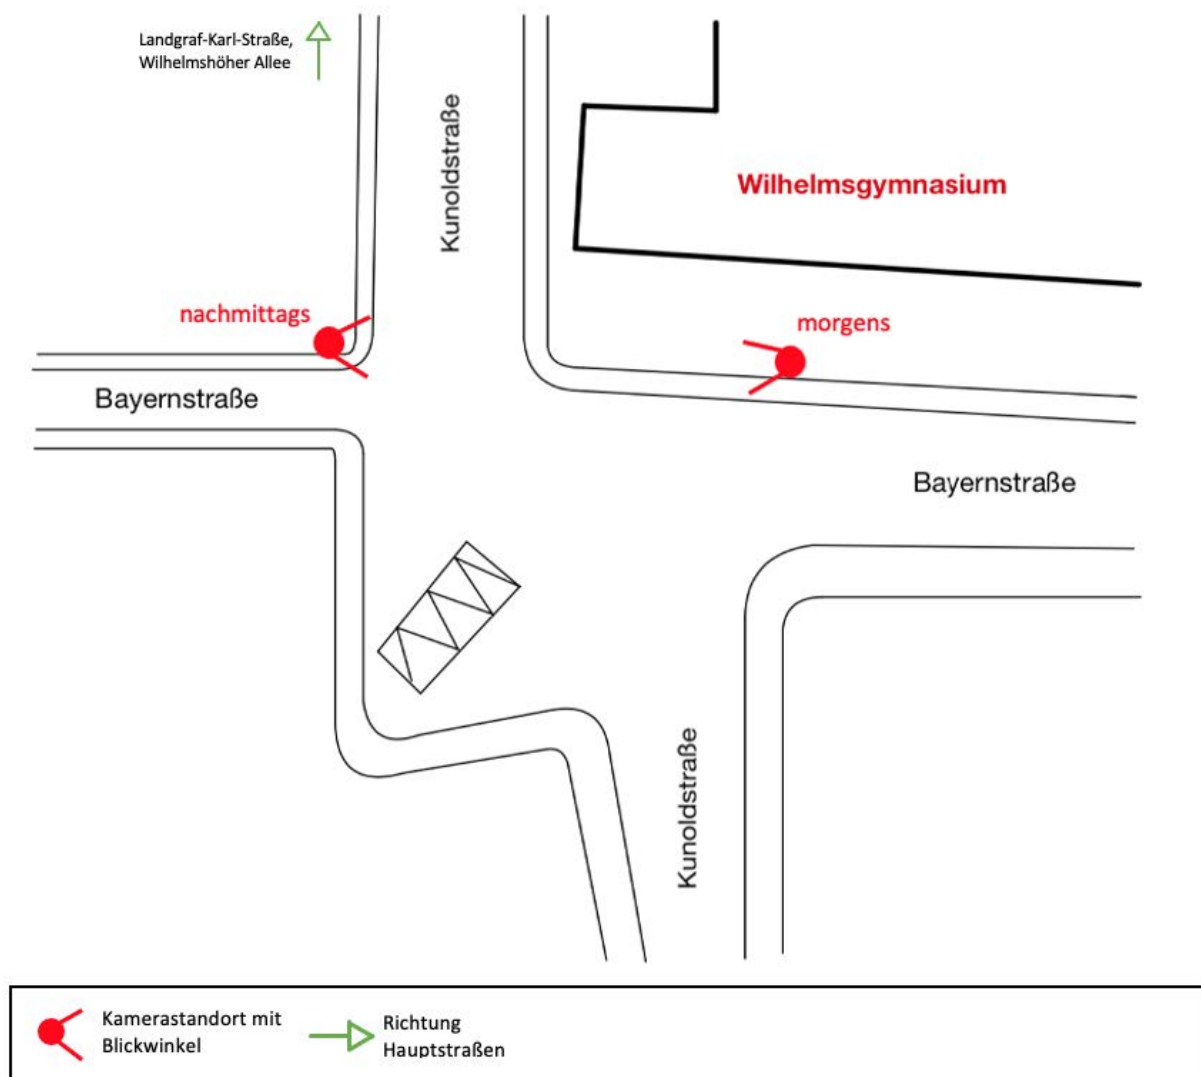 Landgraf-Karl-Straße,
Wilhelmshöher Allee
Kunoldstraße
Wilhelmsgymnasium
nachmittags
morgens
Bayernstraße
Bayernstraße
Kunoldstraße
Kamerastandort mit
Blickwinkel
Richtung
Hauptstraßen